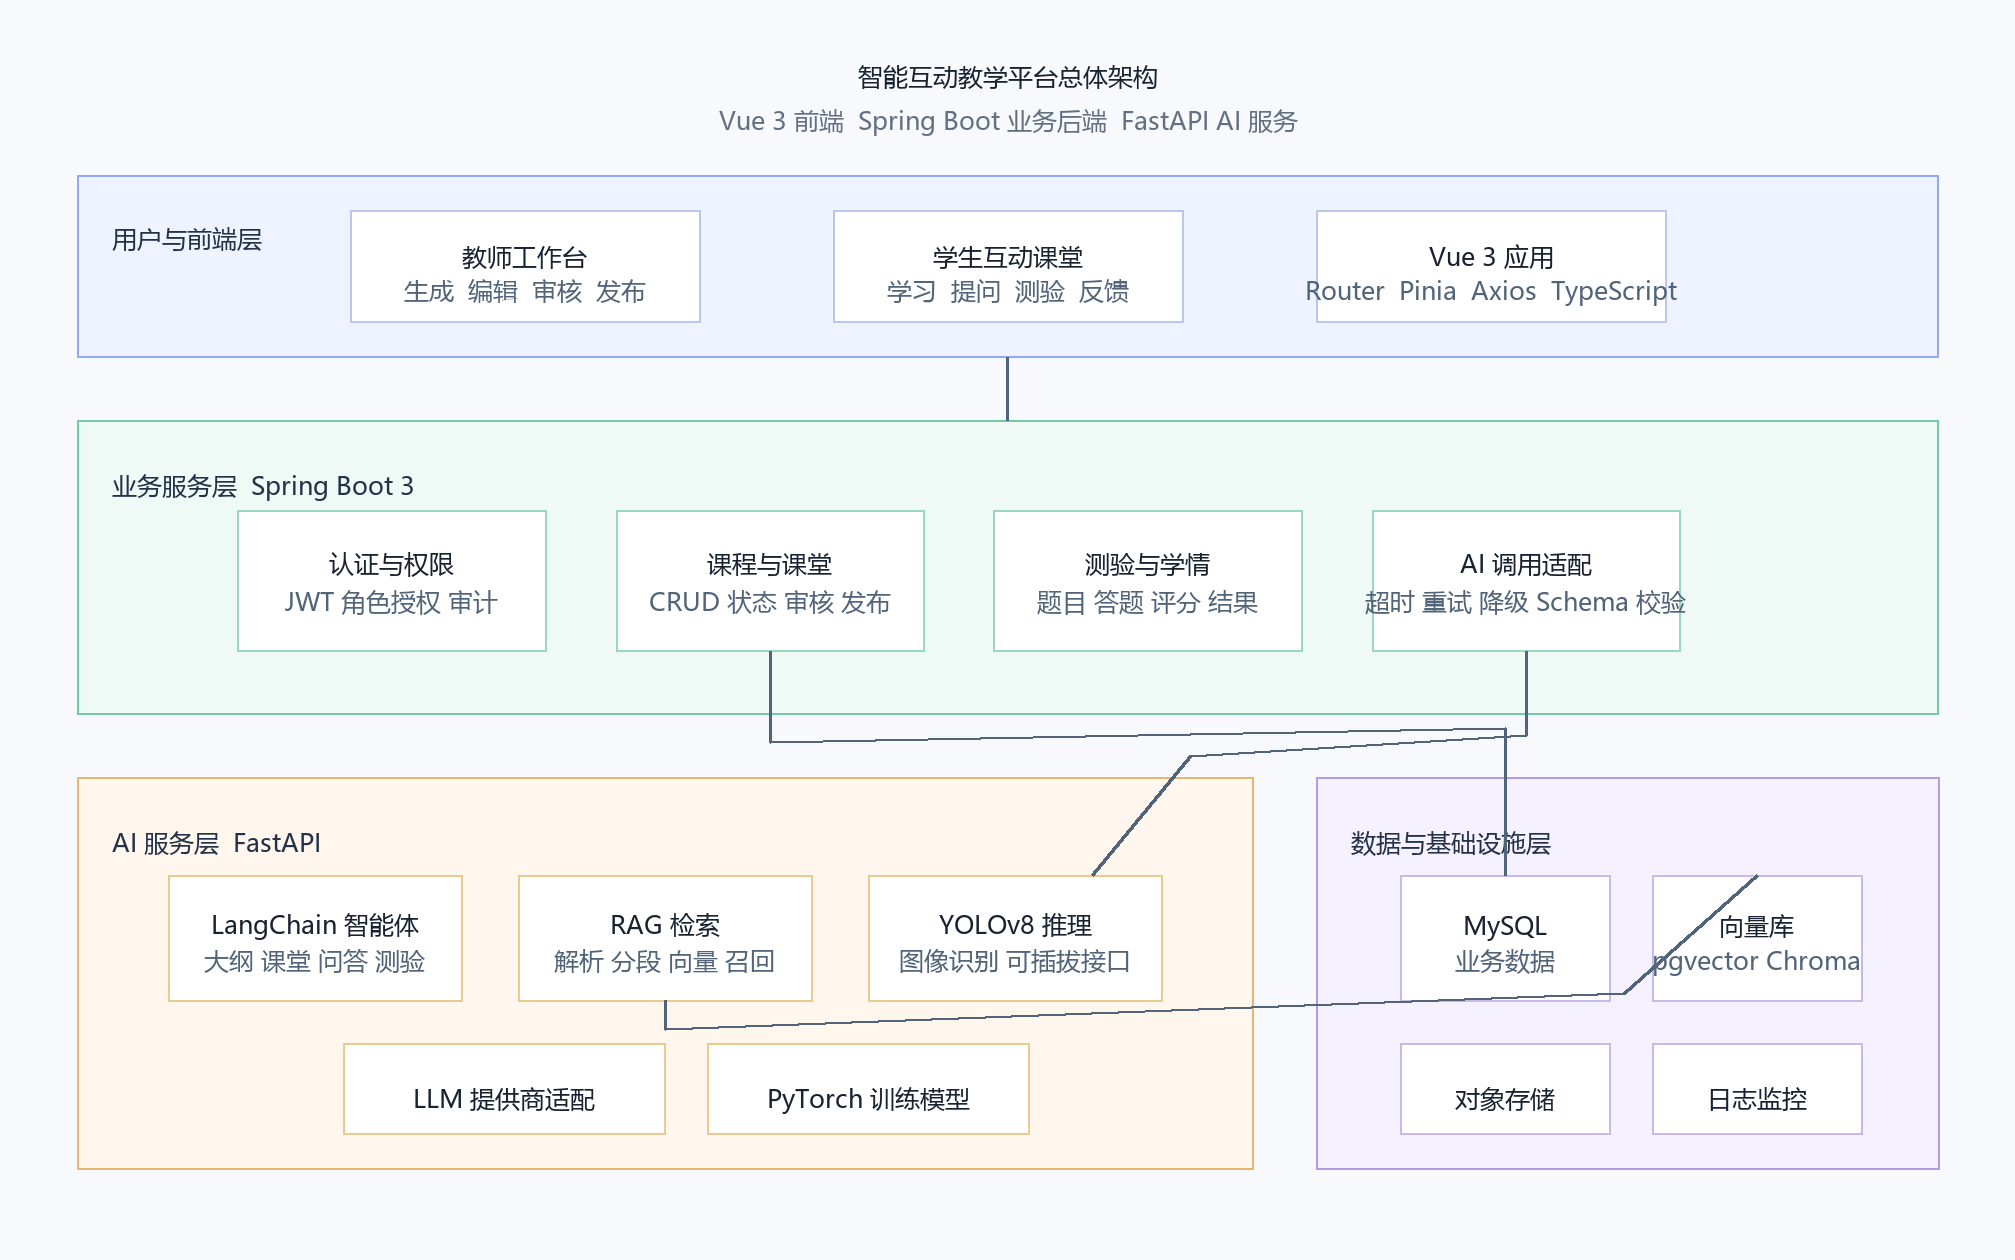 智能互动教学平台总体架构
Vue 3 前端 Spring Boot 业务后端 FastAPI AI 服务
用户与前端层
教师工作台
生成 编辑 审核 发布
学生互动课堂
学习 提问 测验 反馈
Vue 3 应用
Router Pinia Axios TypeScript
业务服务层 Spring Boot 3
认证与权限
JWT 角色授权 审计
课程与课堂
CRUD 状态 审核 发布
测验与学情
题目 答题 评分 结果
AI 调用适配
超时 重试 降级 Schema 校验
AI 服务层 FastAPI
LangChain 智能体
大纲 课堂 问答 测验
RAG 检索
解析 分段 向量 召回
YOLOv8 推理
图像识别 可插拔接口
LLM 提供商适配
PyTorch 训练模型
数据与基础设施层
MySQL
业务数据
向量库
pgvector Chroma
对象存储
日志监控